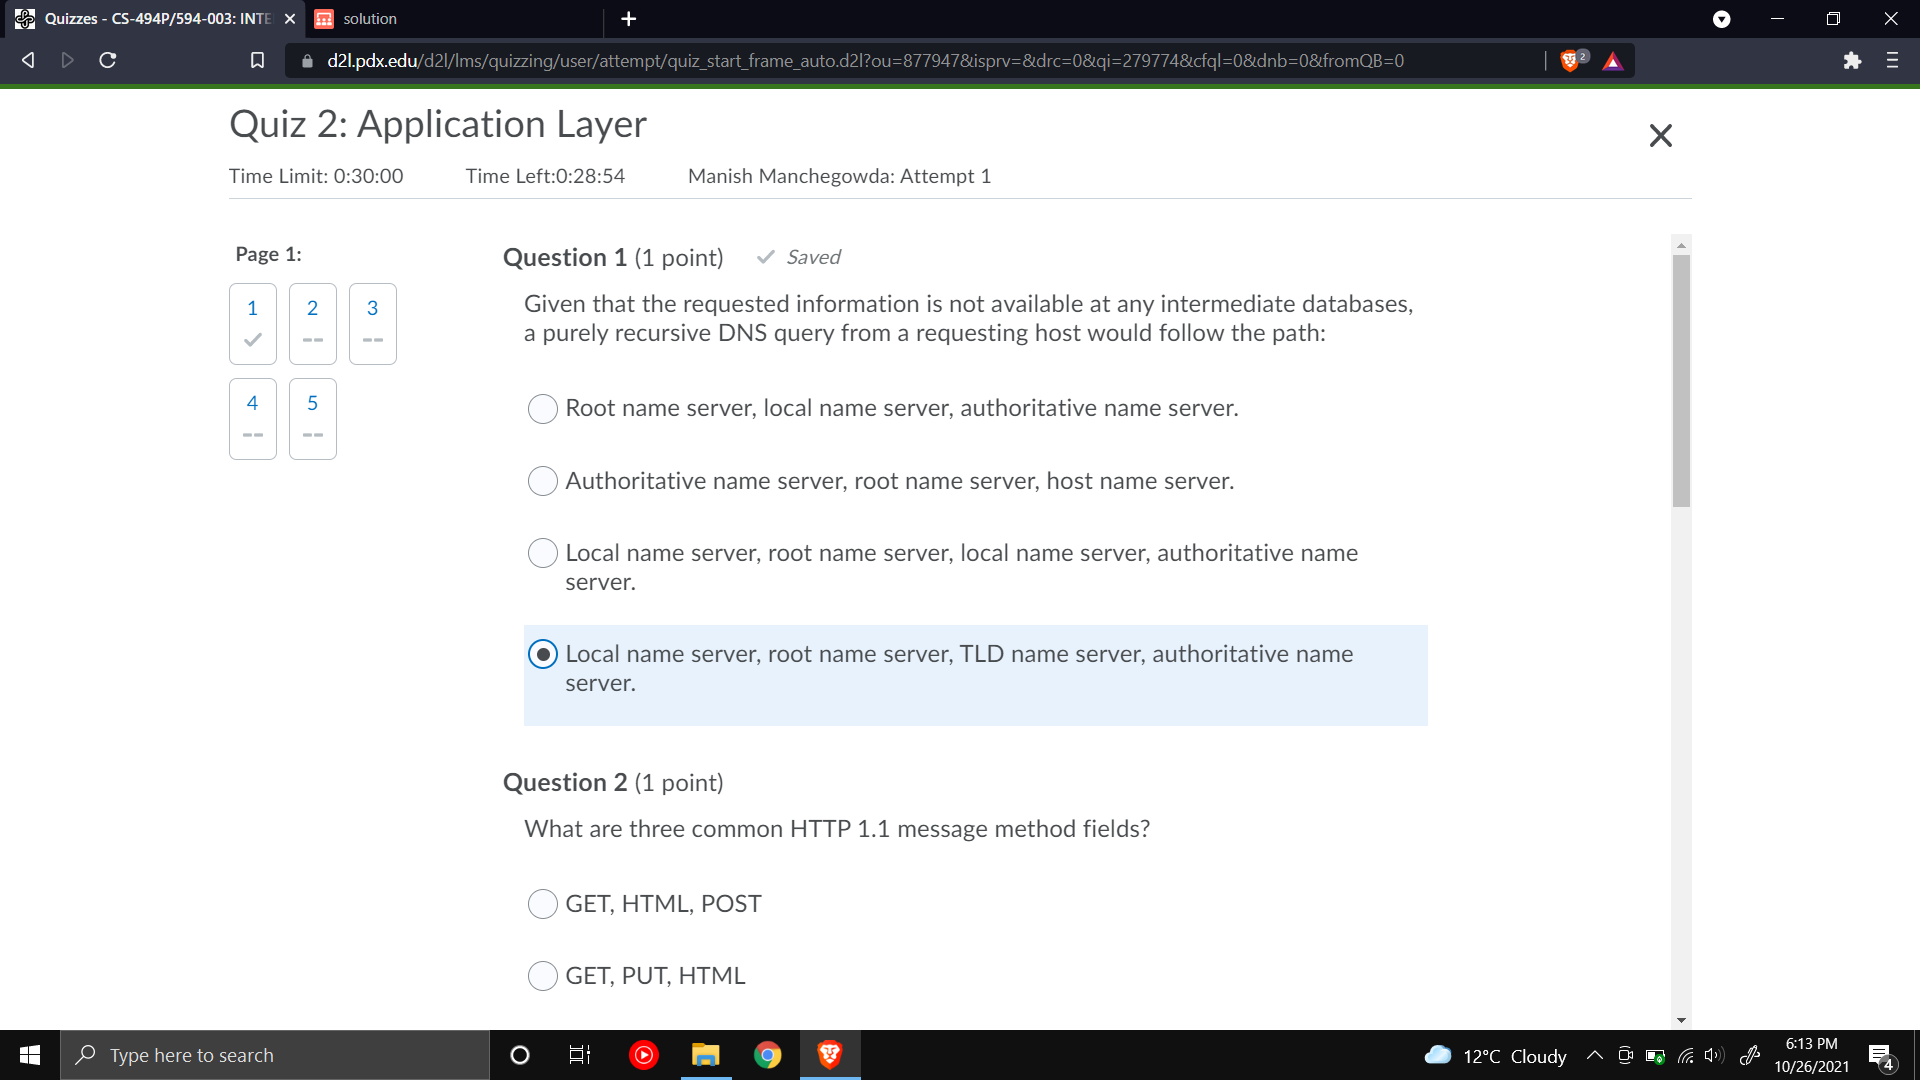 Quizzes - CS-494P/594-003: INTE
solution
d2l.pdx.edu/d2l/lms/quizzing/user/attempt/quiz_start_frame_auto.d2l?ou=877947&isprv=&drc=0&qi=279774&cfql=0&dnb=0&fromQB=0
2
Quiz 2: Application Layer
Time Limit: 0:30:00
Time Left:0:28:54
Manish Manchegowda: Attempt 1
Page 1:
1
2
--
3
--
4
--
5
--
Question 1 (1 point)
Saved
Given that the requested information is not available at any intermediate databases,
a purely recursive DNS query from a requesting host would follow the path:
Root name server, local name server, authoritative name server.
Authoritative name server, root name server, host name server.
Local name server, root name server, local name server, authoritative name
server.
Local name server, root name server, TLD name server, authoritative name
server.
Question 2 (1 point)
What are three common HTTP 1.1 message method fields?
GET, HTML, POST
GET, PUT, HTML
Type here to search
12°C Cloudy
6:13 PM
10/26/2021
4